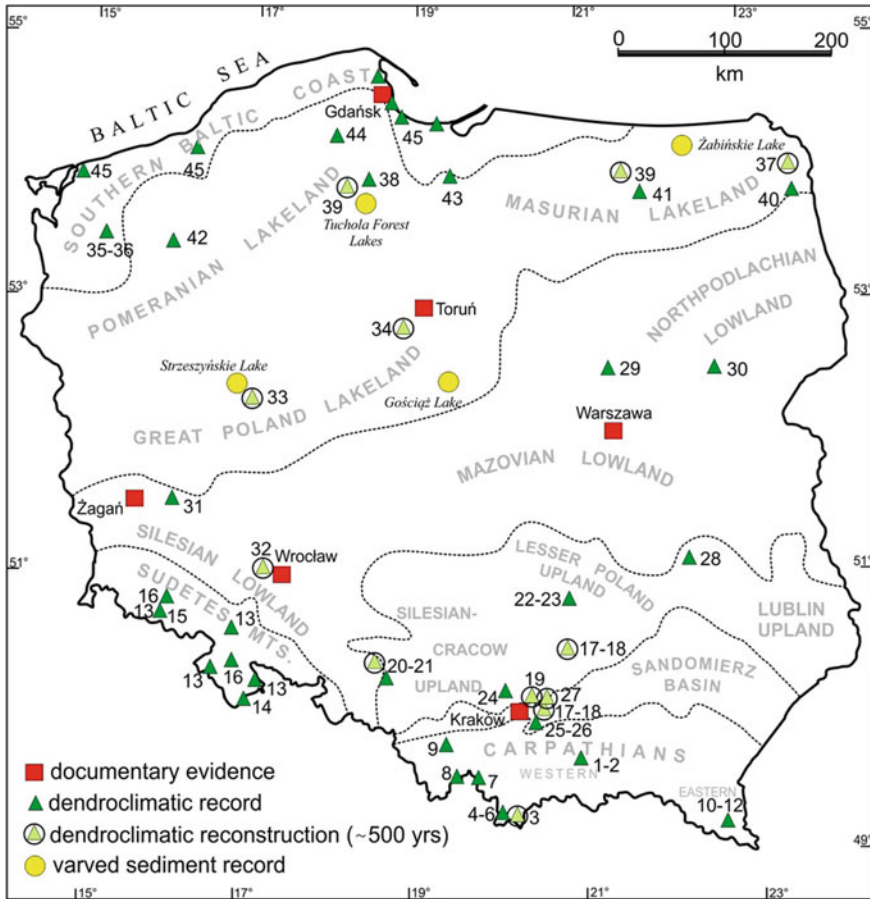 15° 17° 19° 21° 23°
55° 55°
0 100 200
km
BALTIC SEA
SOUTHERN BALTIC COAST
Gdańsk
45
44
45
45
45
Żabińskie Lake
37
39
41
40
MASURIAN LAKELAND
38
39
43
Tuchola Forest
Lakes
35-36
42
POMERANIAN LAKELAND
53° 53°
NORTHPODLACHIAN
LOWLAND
Toruń
34
Strzeszyńskie Lake
33
Gościąż Lake
29
30
GREAT POLAND LAKELAND
Warszawa
MAZOVIAN LOWLAND
Żagań
31
SILESIAN LOWLAND
32
Wrocław
51° 51°
SUDETES MTS.
LESSER POLAND
UPLAND
28
22-23
LUBLIN
UPLAND
16
13
15
13
13
16
13
14
SILESIAN-
CRACOW
UPLAND
20-21
17-18
SANDOMIERZ
BASIN
19
24
27
Kraków
17-18
25-26
9
CARPATHIANS
WESTERN
1-2
8
7
EASTERN
10-12
4-6
3
49°
documentary evidence
dendroclimatic record
dendroclimatic reconstruction (~500 yrs)
varved sediment record
15° 17° 19° 21° 23°